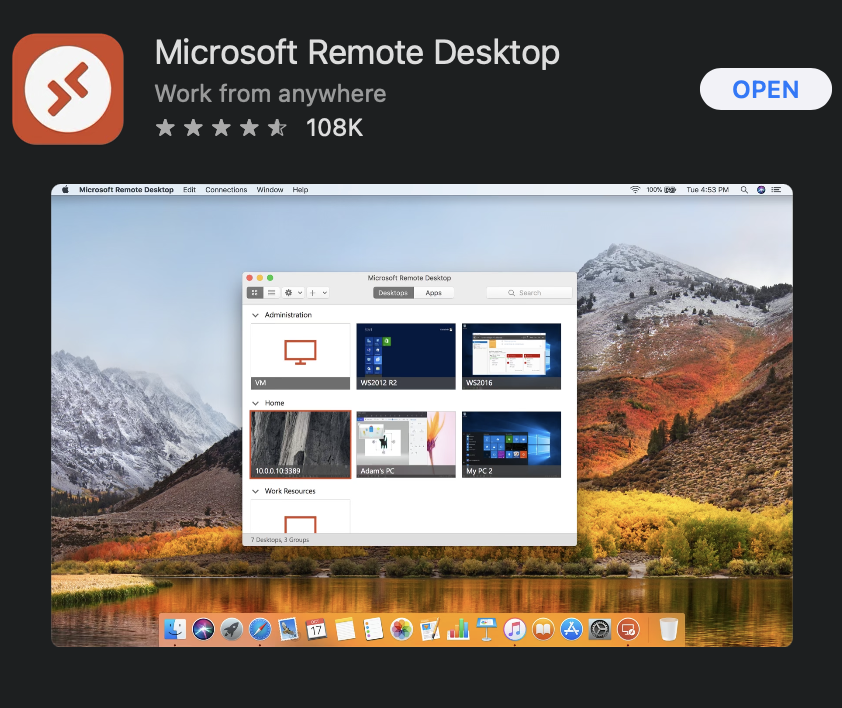 Microsoft Remote Desktop
Work from anywhere
108K
OPEN
Microsoft Remote Desktop Edit Connections Window Help 100% Tue 4:53 PM
Microsoft Remote Desktop
Desktops Apps Search
Administration
VM WS2012 R2 WS2016
Home
10.0.0.10:3389 Adam's PC My PC 2
Work Resources
7 Desktops, 3 Groups
17